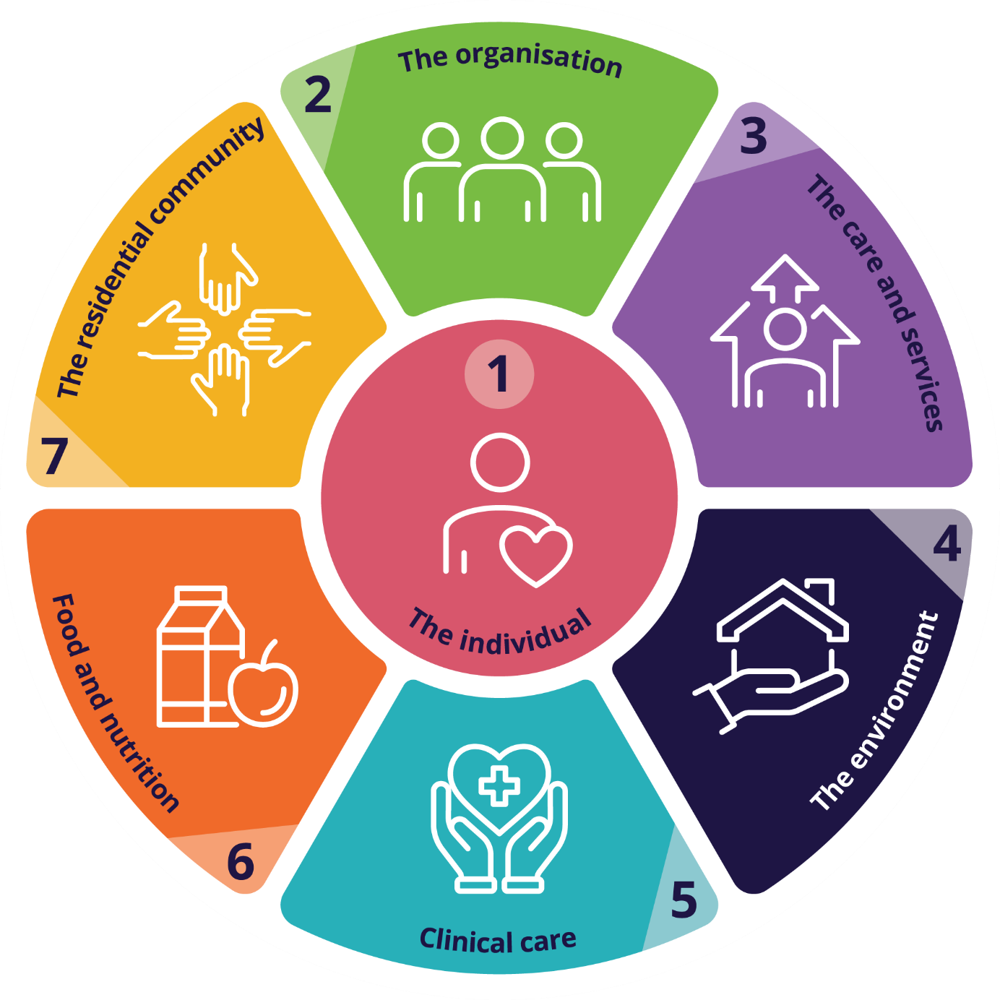 1
The individual
2
The organisation
3
The care and services
4
The environment
5
Clinical care
6
Food and nutrition
7
The residential community